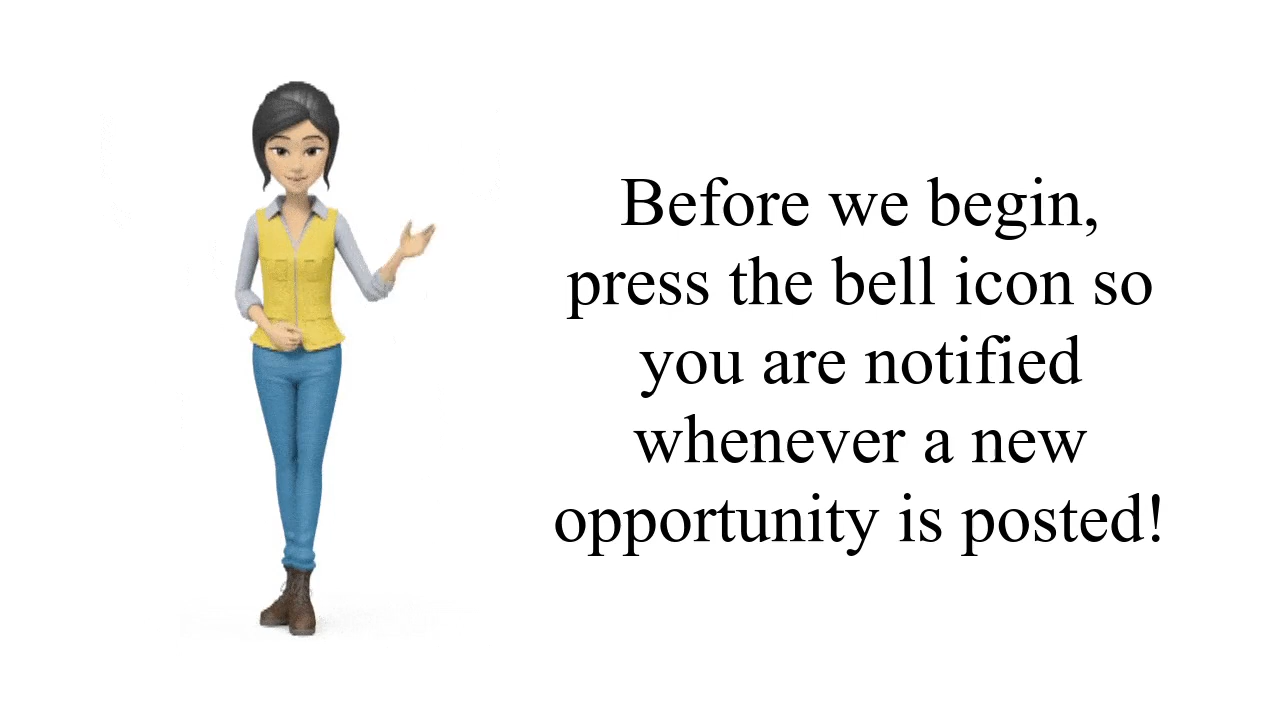 Before we begin,
press the bell icon so
you are notified
whenever a new
opportunity is posted!